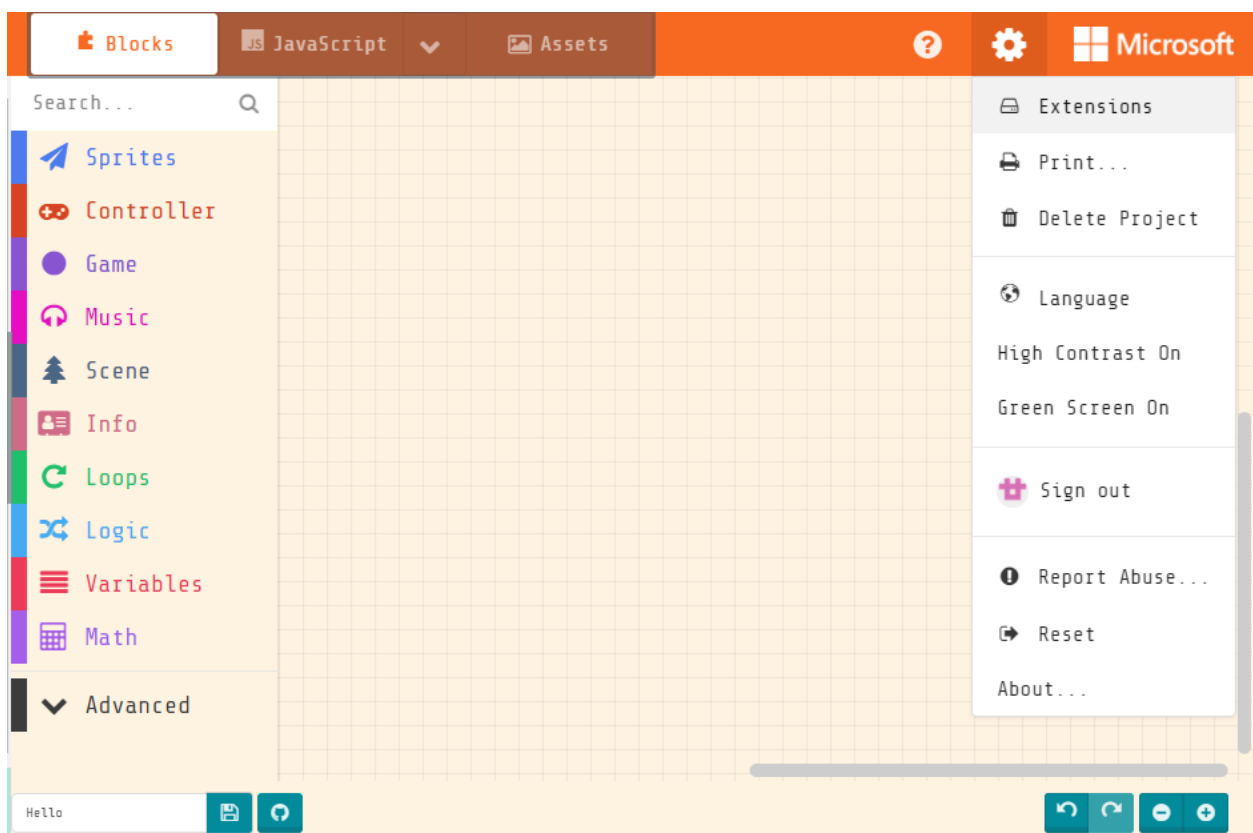 Blocks
JS JavaScript
Assets
Microsoft
Search...
Sprites
Controller
Game
Music
Scene
Info
Loops
Logic
Variables
Math
Advanced
Extensions
Print...
Delete Project
Language
High Contrast On
Green Screen On
Sign out
Report Abuse...
Reset
About...
Hello